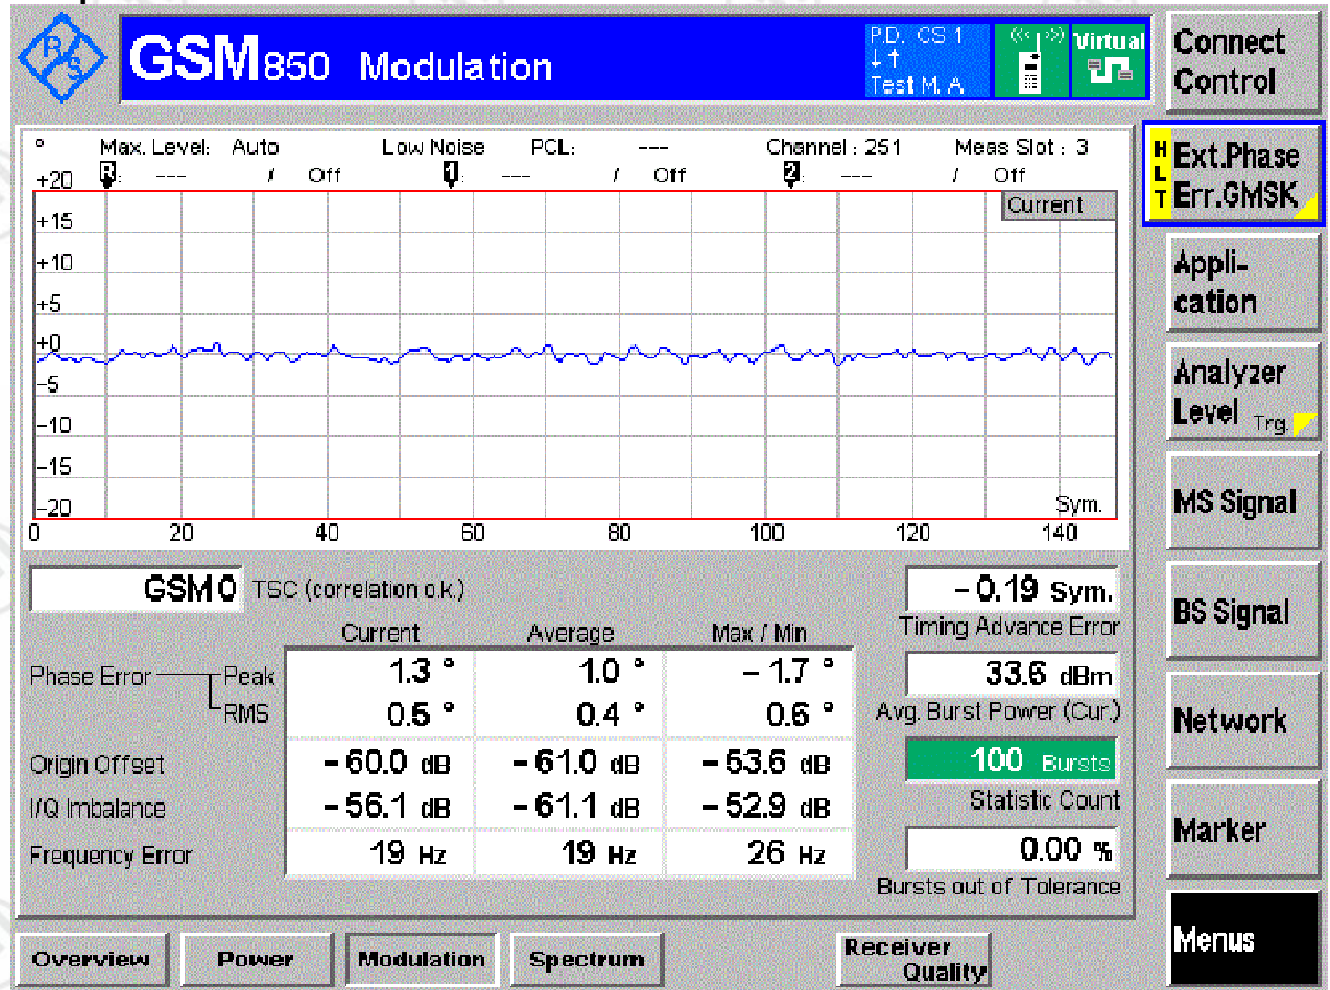 R S
GSM850 Modulation
P.D. CS 1
Test M. A.
Virtual
Connect Control
° Max. Level: Auto Low Noise PCL: --- Channel : 251 Meas Slot : 3
R: --- / Off 1: --- / Off 2: --- / Off
Current
+20
+15
+10
+5
+0
-5
-10
-15
-20
Sym.
0 20 40 60 80 100 120 140
GSM 0 TSC (correlation o.k.)
- 0.19 Sym.
Timing Advance Error
Current Average Max / Min
Phase Error Peak 1.3 ° 1.0 ° - 1.7 °
RMS 0.5 ° 0.4 ° 0.6 °
33.6 dBm
Avg. Burst Power (Cur.)
Origin Offset - 60.0 dB - 61.0 dB - 53.6 dB
100 Bursts
Statistic Count
I/Q Imbalance - 56.1 dB - 61.1 dB - 52.9 dB
Frequency Error 19 Hz 19 Hz 26 Hz
0.00 %
Bursts out of Tolerance
HLT
Ext.Phase
Err.GMSK
Appli-
cation
Analyzer
Level Trg.
MS Signal
BS Signal
Network
Marker
Menus
Overview Power Modulation Spectrum Receiver Quality